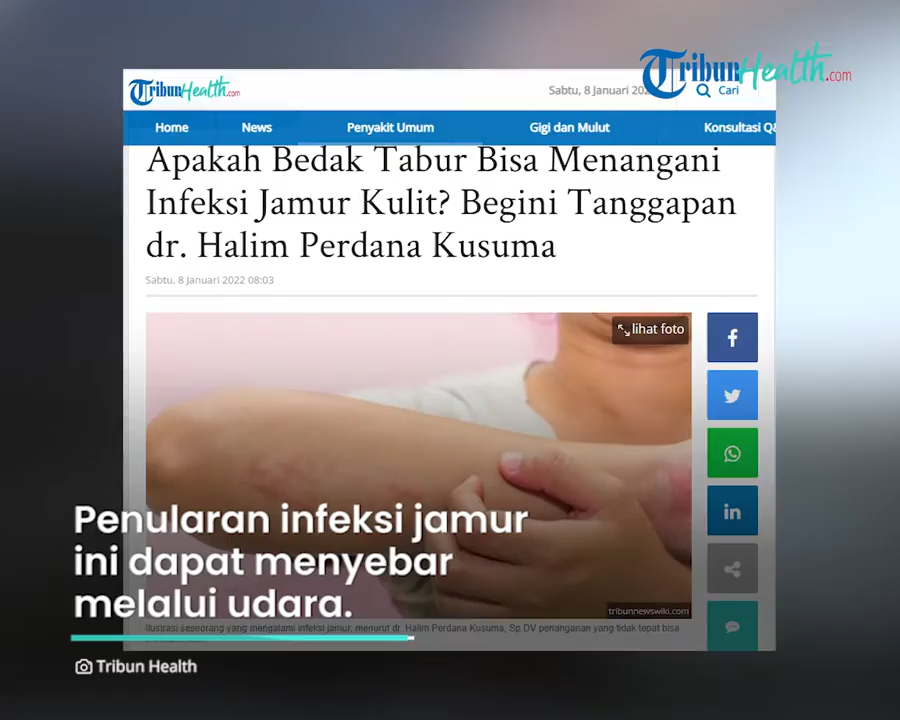 TribunHealth.com
TribunHealth.com
Sabtu, 8 Januari 20
Cari
Home News Penyakit Umum Gigi dan Mulut Konsultasi Q&
Apakah Bedak Tabur Bisa Menangani
Infeksi Jamur Kulit? Begini Tanggapan
dr. Halim Perdana Kusuma
Sabtu, 8 Januari 2022 08:03
lihat foto
Penularan infeksi jamur
ini dapat menyebar
melalui udara.
tribunnewswiki.com
Ilustrasi seseorang yang mengalami infeksi jamur, menurut dr. Halim Perdana Kusuma, Sp.DV penanganan yang tidak tepat bisa
Tribun Health